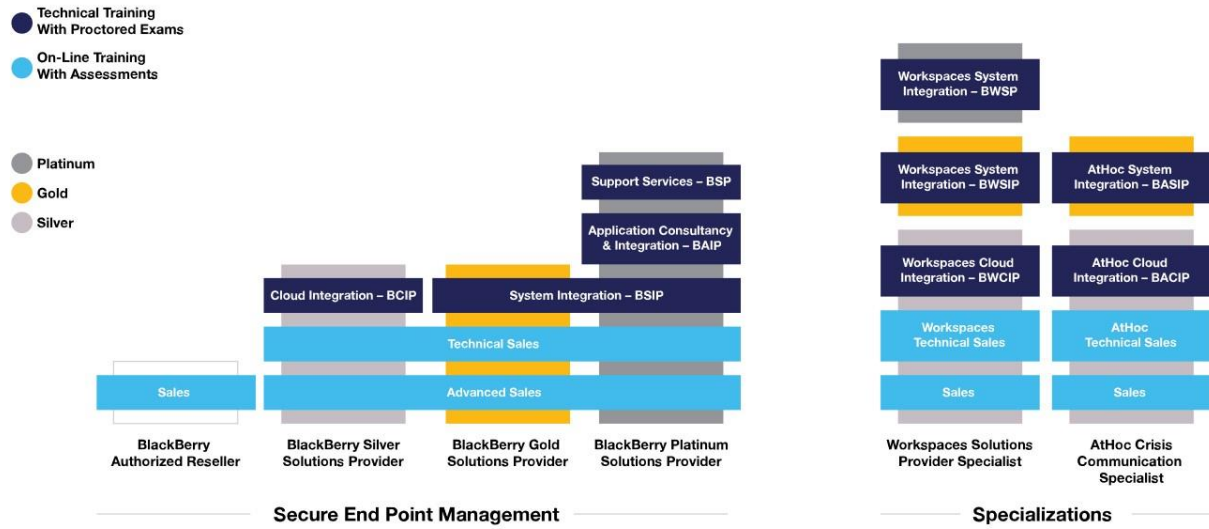 Technical Training
With Proctored Exams
On-Line Training
With Assessments
Platinum
Gold
Silver
Support Services – BSP
Application Consultancy
& Integration – BAIP
Cloud Integration – BCIP
System Integration – BSIP
Technical Sales
Sales
Advanced Sales
BlackBerry
Authorized Reseller
BlackBerry Silver
Solutions Provider
BlackBerry Gold
Solutions Provider
BlackBerry Platinum
Solutions Provider
Secure End Point Management
Workspaces System
Integration – BWSP
Workspaces System
Integration – BWSIP
AtHoc System
Integration – BASIP
Workspaces Cloud
Integration – BWCIP
AtHoc Cloud
Integration – BACIP
Workspaces
Technical Sales
AtHoc
Technical Sales
Sales
Sales
Workspaces Solutions
Provider Specialist
AtHoc Crisis
Communication
Specialist
Specializations